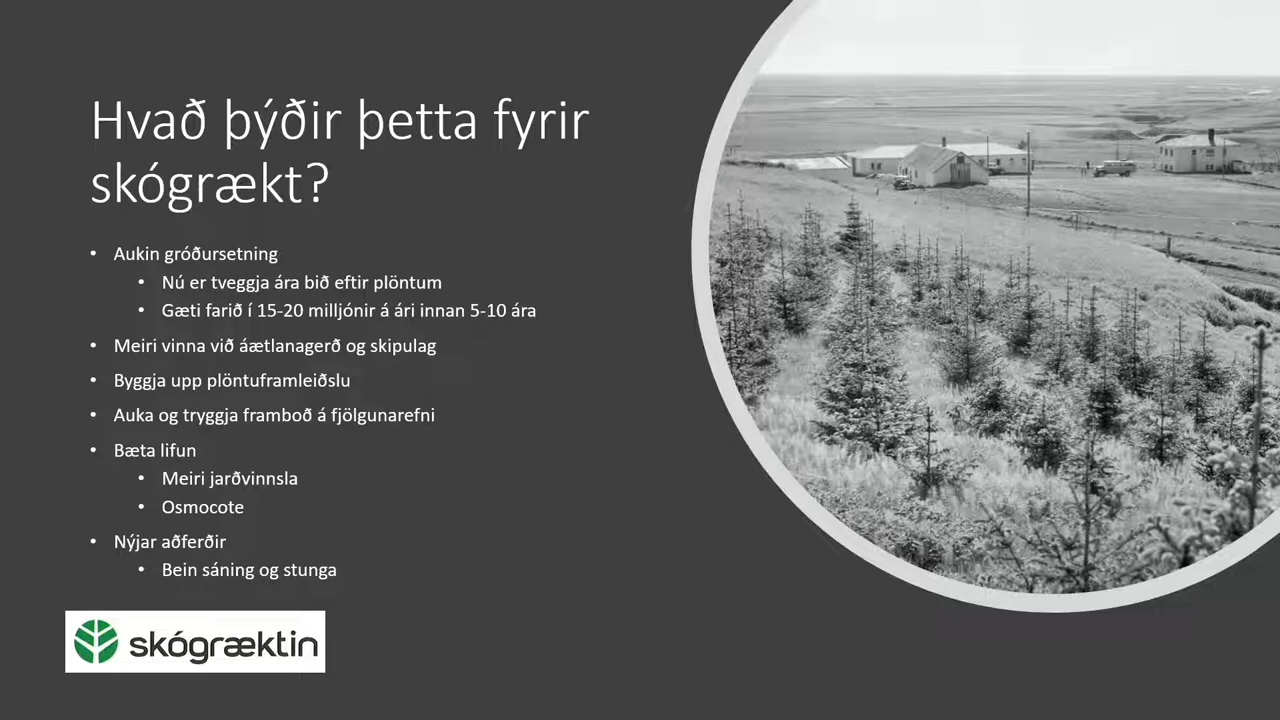 Hvað þýðir þetta fyrir
skógrækt?
• Aukin gróðursetning
• Nú er tveggja ára bið eftir plöntum
• Gæti farið í 15-20 milljónir á ári innan 5-10 ára
• Meiri vinna við áætlanagerð og skipulag
• Byggja upp plöntuframleiðslu
• Auka og tryggja framboð á fjölgunarefni
• Bæta lifun
• Meiri jarðvinnsla
• Osmocote
• Nýjar aðferðir
• Bein sáning og stunga
skógræktin